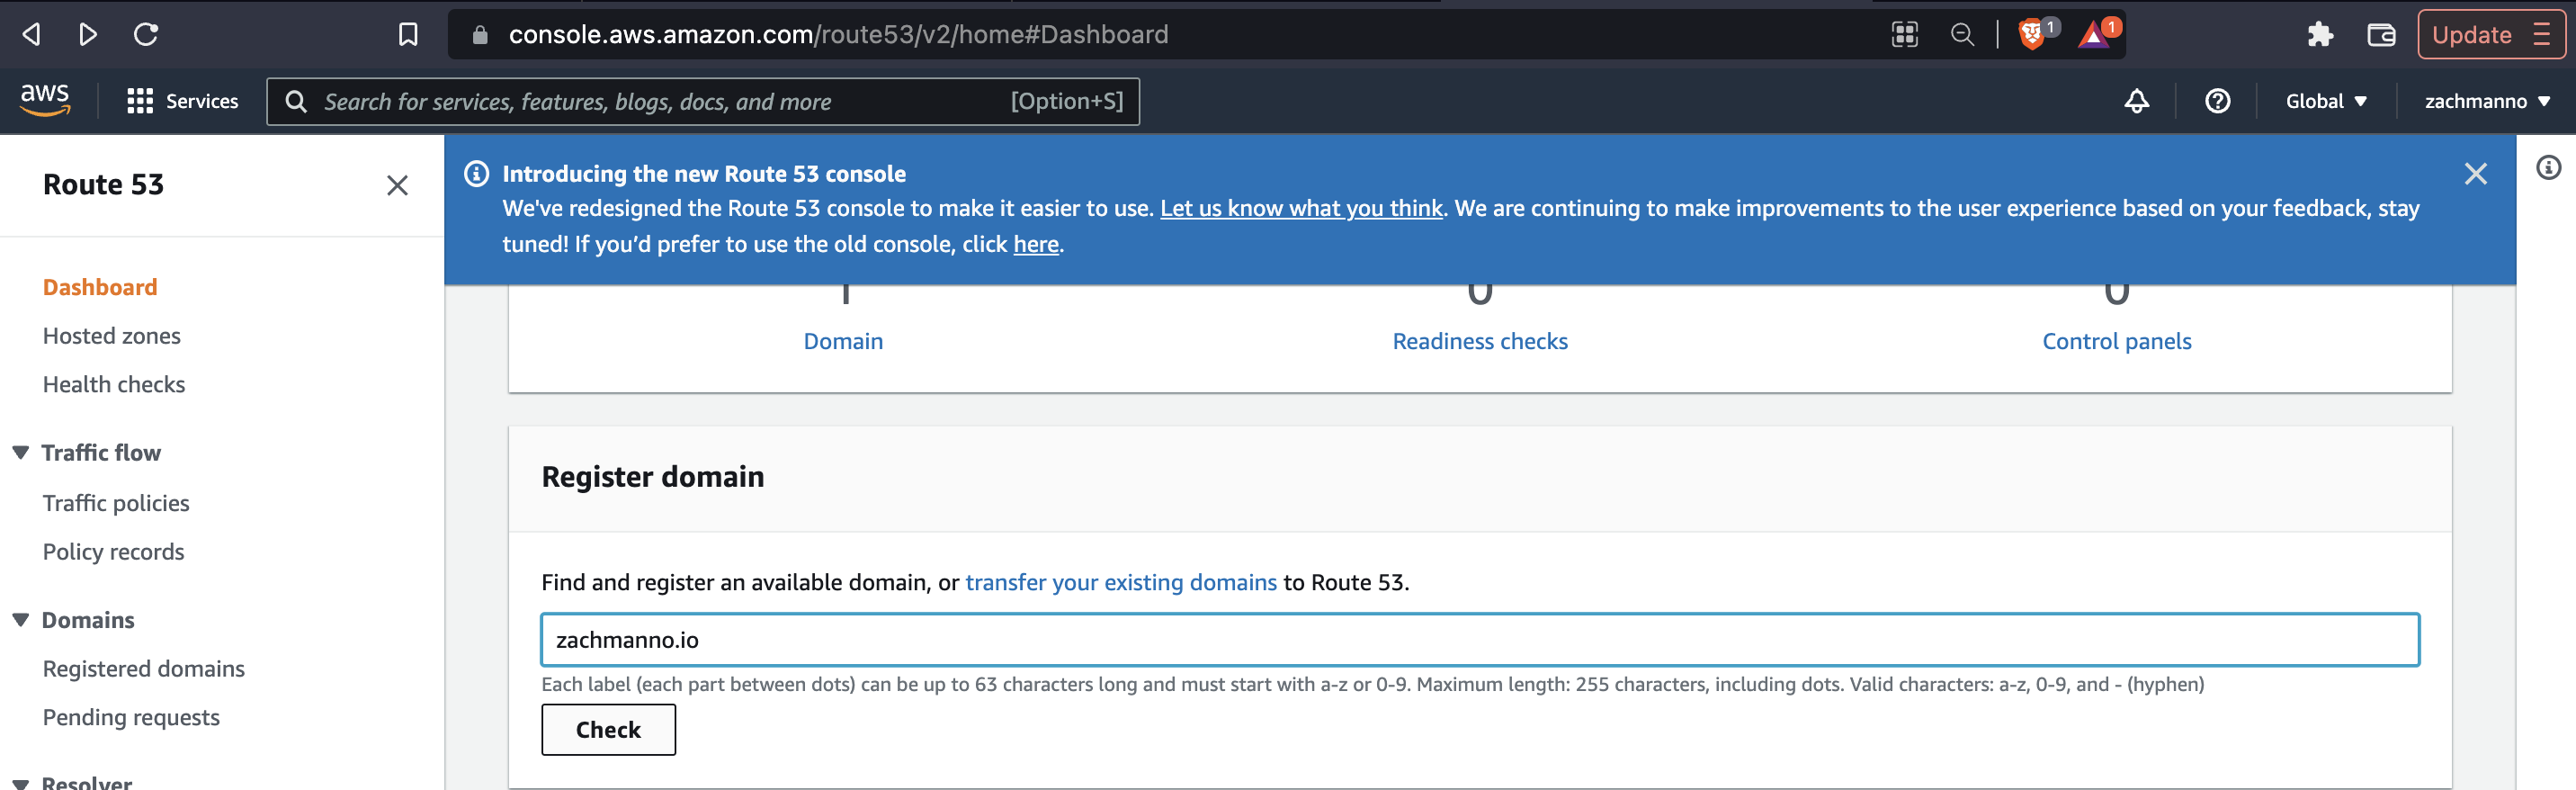 console.aws.amazon.com/route53/v2/home#Dashboard
1
1
Update
aws
Services
Search for services, features, blogs, docs, and more
[Option+S]
Global
zachmanno
Route 53
Introducing the new Route 53 console
We've redesigned the Route 53 console to make it easier to use. Let us know what you think. We are continuing to make improvements to the user experience based on your feedback, stay
tuned! If you’d prefer to use the old console, click here.
Dashboard
Hosted zones
Health checks
Traffic flow
Traffic policies
Policy records
Domains
Registered domains
Pending requests
Resolver
1
0
0
Domain
Readiness checks
Control panels
Register domain
Find and register an available domain, or transfer your existing domains to Route 53.
zachmanno.io
Each label (each part between dots) can be up to 63 characters long and must start with a-z or 0-9. Maximum length: 255 characters, including dots. Valid characters: a-z, 0-9, and - (hyphen)
Check